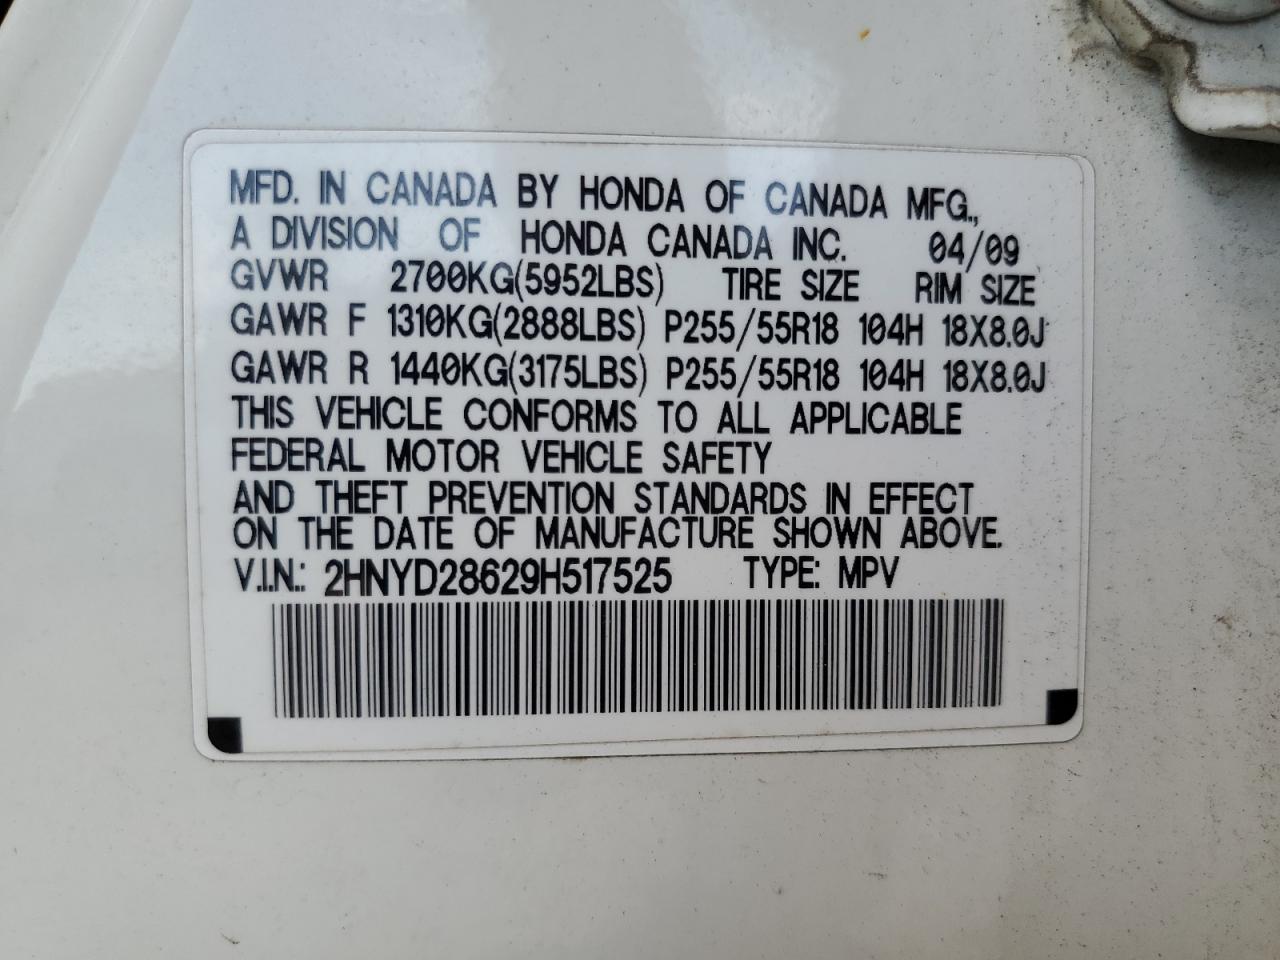 MFD. IN CANADA BY HONDA OF CANADA MFG.,
A DIVISION OF HONDA CANADA INC. 04/09
GVWR 2700KG(5952LBS) TIRE SIZE RIM SIZE
GAWR F 1310KG(2888LBS) P255/55R18 104H 18X8.0J
GAWR R 1440KG(3175LBS) P255/55R18 104H 18X8.0J
THIS VEHICLE CONFORMS TO ALL APPLICABLE
FEDERAL MOTOR VEHICLE SAFETY
AND THEFT PREVENTION STANDARDS IN EFFECT
ON THE DATE OF MANUFACTURE SHOWN ABOVE.
V.I.N.: 2HNYD28629H517525 TYPE: MPV